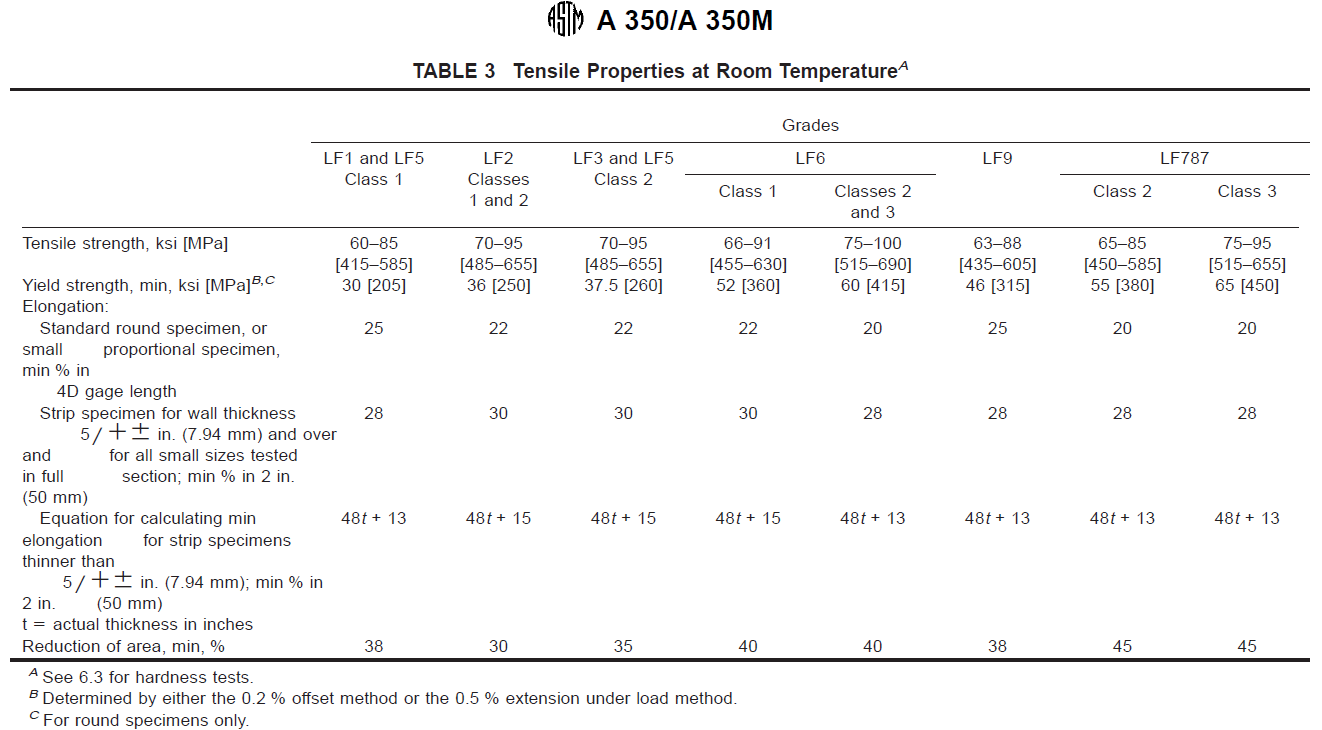 ASTM A 350/A 350M
TABLE 3 Tensile Properties at Room Temperature^A
Grades
LF1 and LF5 LF2 LF3 and LF5 LF6 LF9 LF787
Class 1 Classes Class 2 Class 1 Classes 2 Class 2 Class 3
1 and 2 and 3
Tensile strength, ksi [MPa] 60–85 70–95 70–95 66–91 75–100 63–88 65–85 75–95
[415–585] [485–655] [485–655] [455–630] [515–690] [435–605] [450–585] [515–655]
Yield strength, min, ksi [MPa]^B,C 30 [205] 36 [250] 37.5 [260] 52 [360] 60 [415] 46 [315] 55 [380] 65 [450]
Elongation:
Standard round specimen, or 25 22 22 22 20 25 20 20
small proportional specimen,
min % in
4D gage length
Strip specimen for wall thickness 28 30 30 30 28 28 28 28
5/+± in. (7.94 mm) and over
and for all small sizes tested
in full section; min % in 2 in.
(50 mm)
Equation for calculating min 48t + 13 48t + 15 48t + 15 48t + 15 48t + 13 48t + 13 48t + 13 48t + 13
elongation for strip specimens
thinner than
5/+± in. (7.94 mm); min % in
2 in. (50 mm)
t = actual thickness in inches
Reduction of area, min, % 38 30 35 40 40 38 45 45
^A See 6.3 for hardness tests.
^B Determined by either the 0.2 % offset method or the 0.5 % extension under load method.
^C For round specimens only.